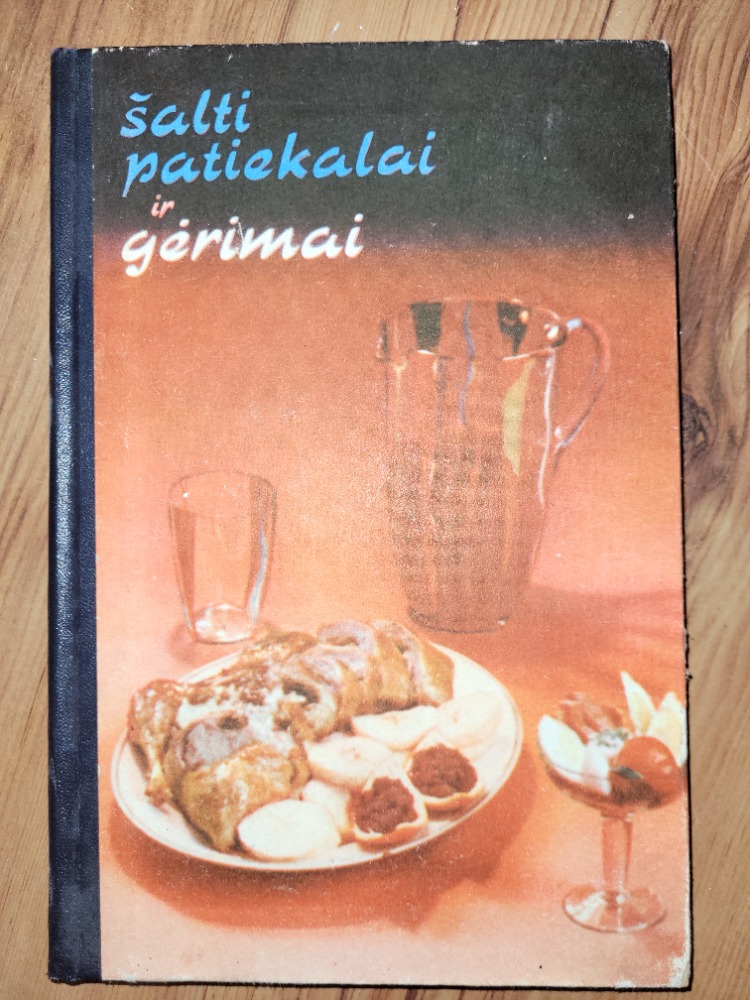 šalti
patiekalai
ir
gėrimai